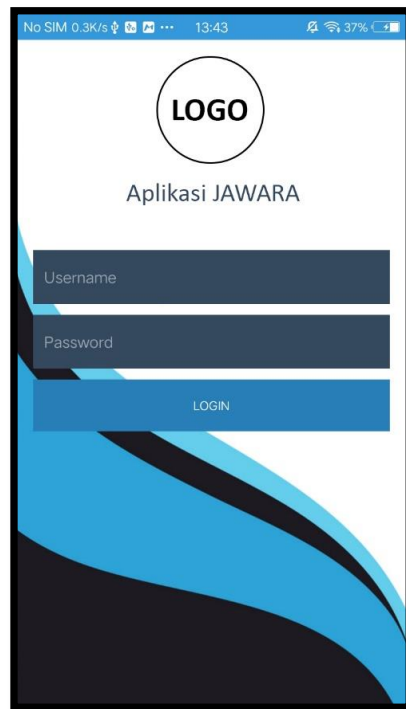 No SIM 0.3K/s ··· 13:43 37%
LOGO
Aplikasi JAWARA
Username
Password
LOGIN